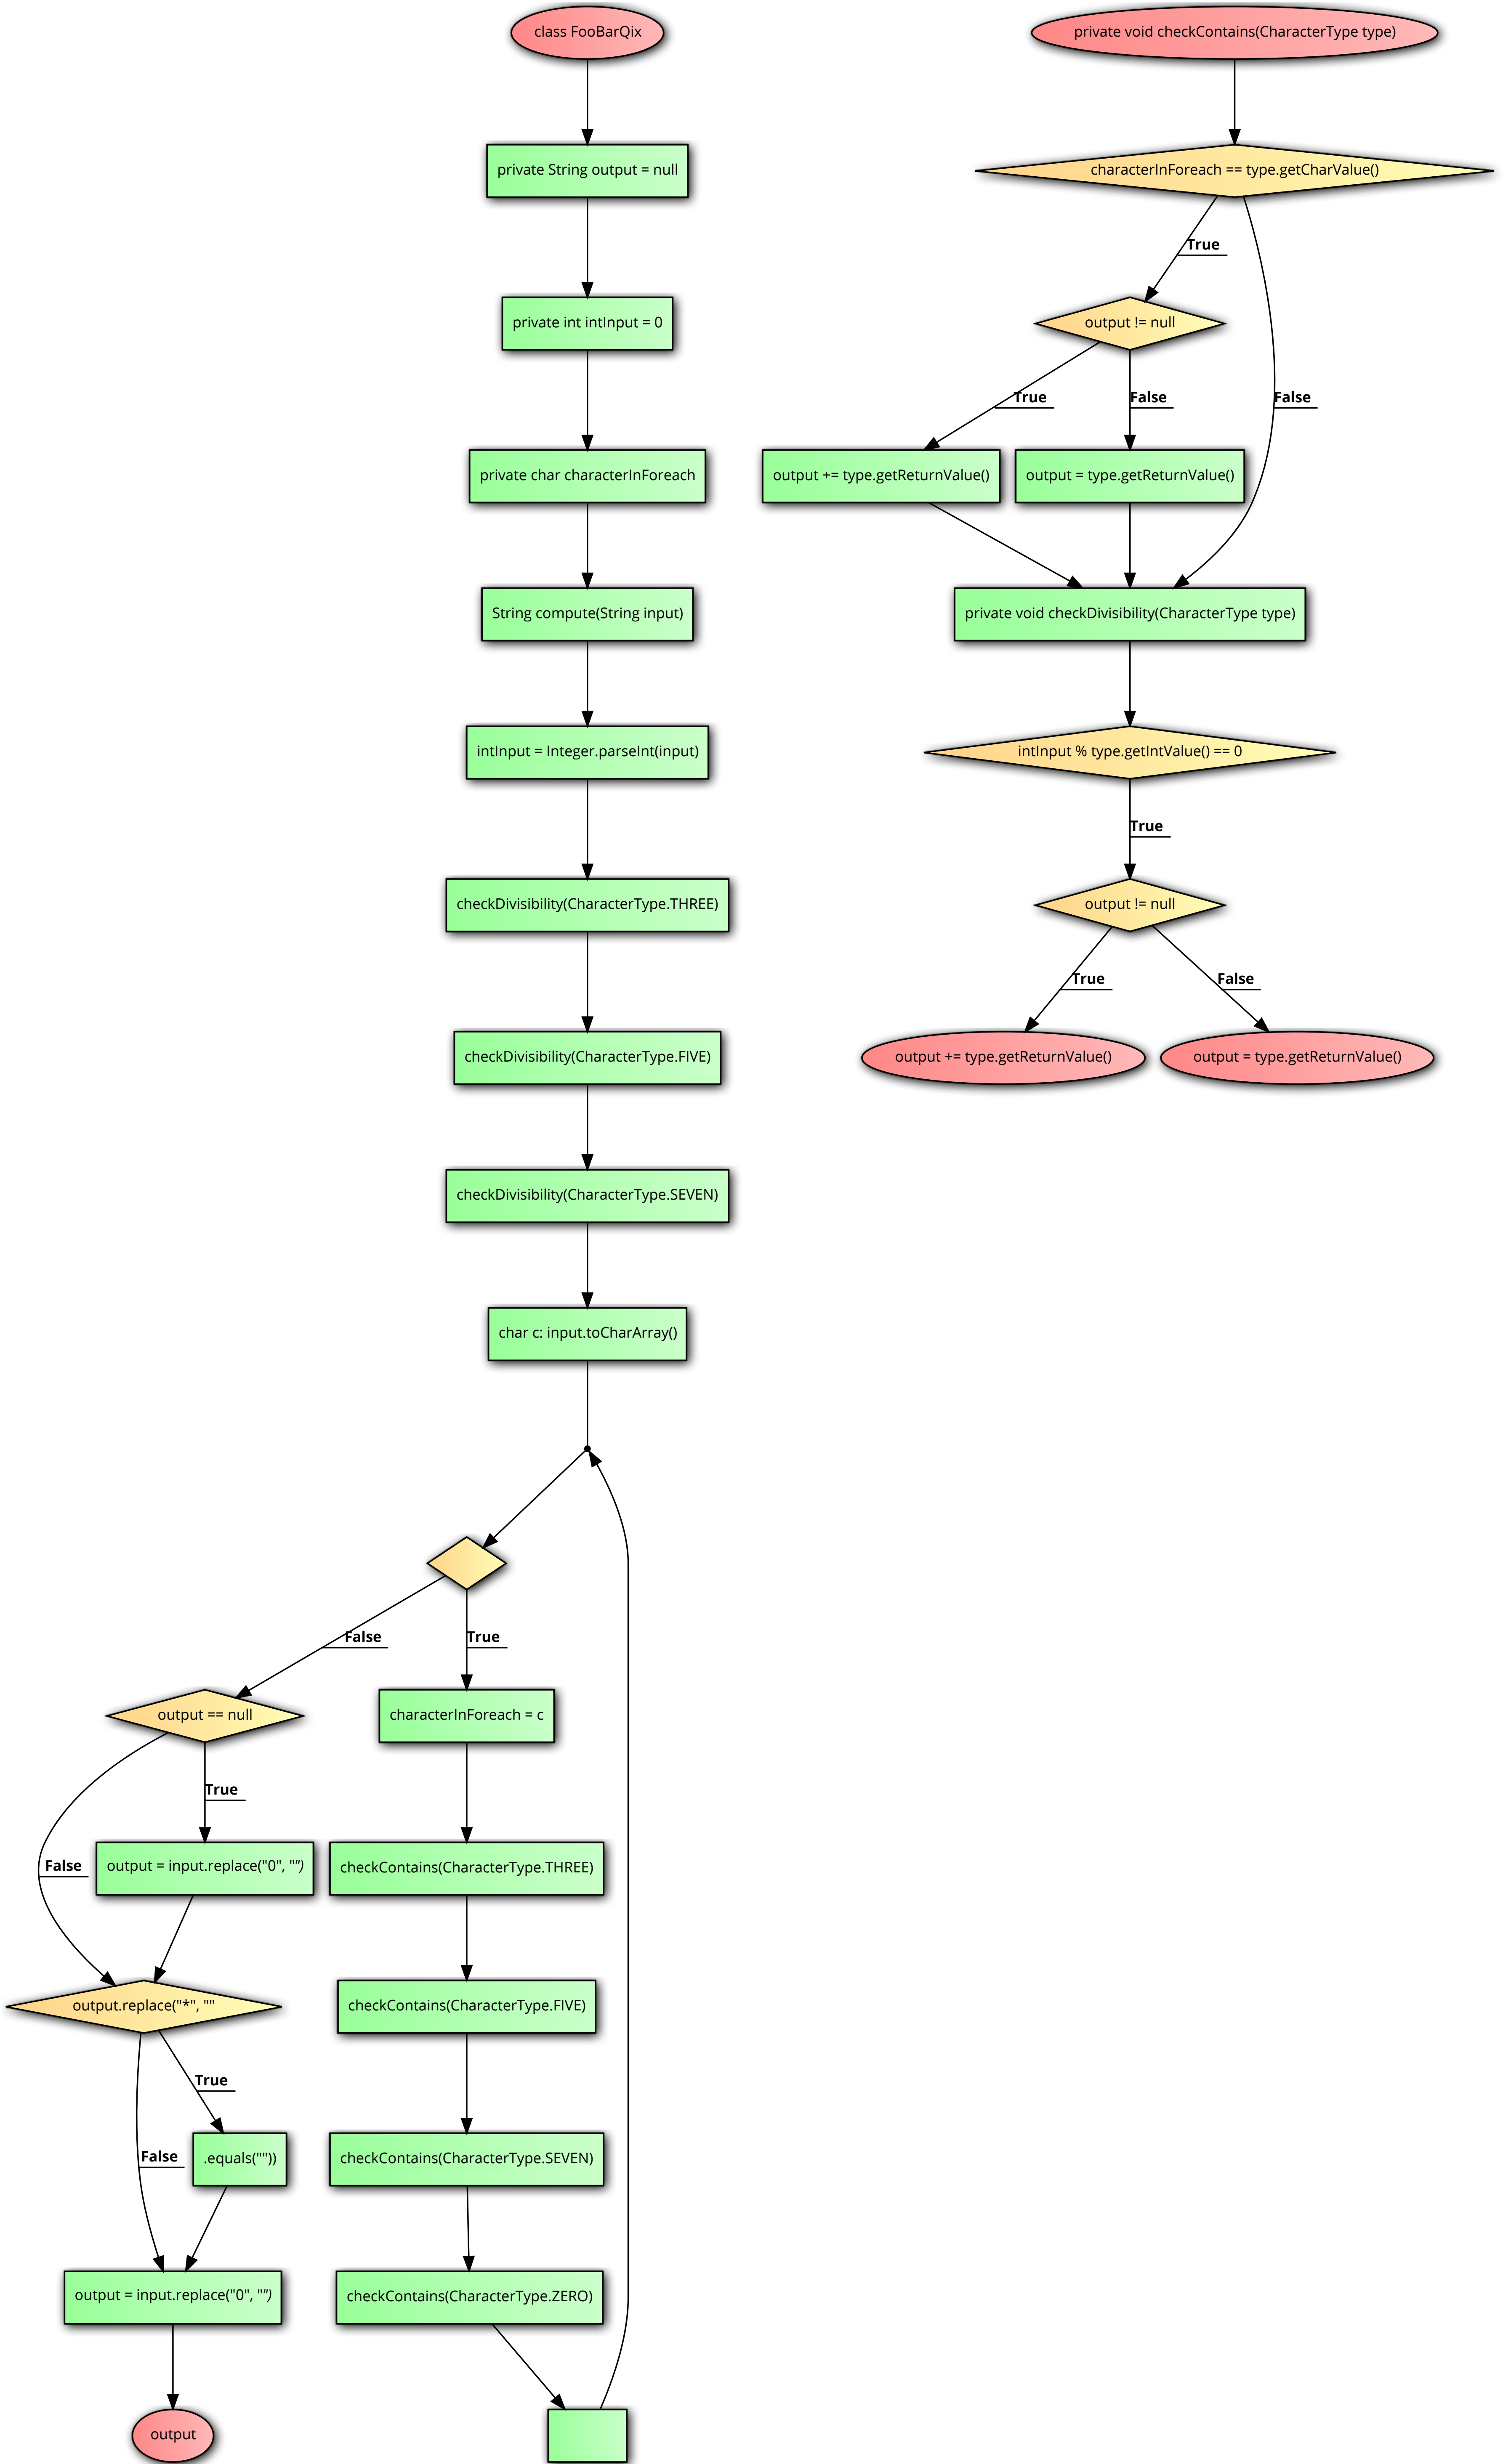 class FooBarQix
private String output = null
private int intInput = 0
private char characterInForeach
String compute(String input)
intInput = Integer.parseInt(input)
checkDivisibility(CharacterType.THREE)
checkDivisibility(CharacterType.FIVE)
checkDivisibility(CharacterType.SEVEN)
char c: input.toCharArray()
False
True
output == null
characterInForeach = c
True
False
output = input.replace("0", "")
checkContains(CharacterType.THREE)
output.replace("*", ""
checkContains(CharacterType.FIVE)
True
False
.equals(""))
checkContains(CharacterType.SEVEN)
output = input.replace("0", "")
checkContains(CharacterType.ZERO)
output
private void checkContains(CharacterType type)
characterInForeach == type.getCharValue()
True
output != null
True
False
False
output += type.getReturnValue()
output = type.getReturnValue()
private void checkDivisibility(CharacterType type)
intInput % type.getIntValue() == 0
True
output != null
True
False
output += type.getReturnValue()
output = type.getReturnValue()